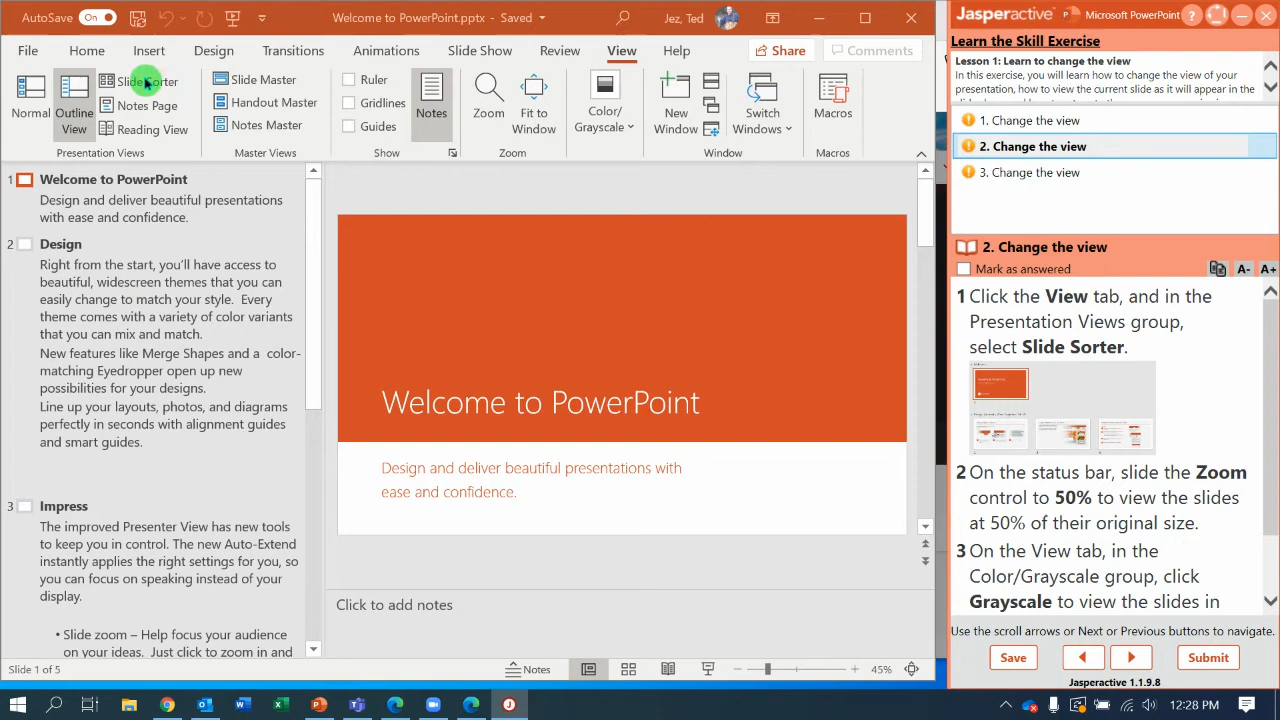 AutoSave On Welcome to PowerPoint.pptx - Saved Jez, Ted
File Home Insert Design Transitions Animations Slide Show Review View Help Share Comments
Normal
Outline View
Slide Sorter
Notes Page
Reading View
Presentation Views
Slide Master
Handout Master
Notes Master
Master Views
Ruler
Gridlines
Guides
Show
Notes
Zoom
Fit to Window
Zoom
Color/ Grayscale
New Window
Switch Windows
Window
Macros
Macros
1 Welcome to PowerPoint
Design and deliver beautiful presentations
with ease and confidence.
2 Design
Right from the start, you'll have access to
beautiful, widescreen themes that you can
easily change to match your style. Every
theme comes with a variety of color variants
that you can mix and match.
New features like Merge Shapes and a color-
matching Eyedropper open up new
possibilities for your designs.
Line up your layouts, photos, and diagrams
perfectly in seconds with alignment guides
and smart guides.
3 Impress
The improved Presenter View has new tools
to keep you in control. The new Auto-Extend
instantly applies the right settings for you, so
you can focus on speaking instead of your
display.
• Slide zoom – Help focus your audience
on your ideas. Just click to zoom in and
Welcome to PowerPoint
Design and deliver beautiful presentations with
ease and confidence.
Click to add notes
Slide 1 of 5 Notes 45%
Jasperactive Microsoft PowerPoint
Learn the Skill Exercise
Lesson 1: Learn to change the view
In this exercise, you will learn how to change the view of your
presentation, how to view the current slide as it will appear in the
1. Change the view
2. Change the view
3. Change the view
2. Change the view
Mark as answered A- A+
1 Click the View tab, and in the
Presentation Views group,
select Slide Sorter.
2 On the status bar, slide the Zoom
control to 50% to view the slides
at 50% of their original size.
3 On the View tab, in the
Color/Grayscale group, click
Grayscale to view the slides in
Use the scroll arrows or Next or Previous buttons to navigate.
Save Submit
Jasperactive 1.1.9.8
12:28 PM